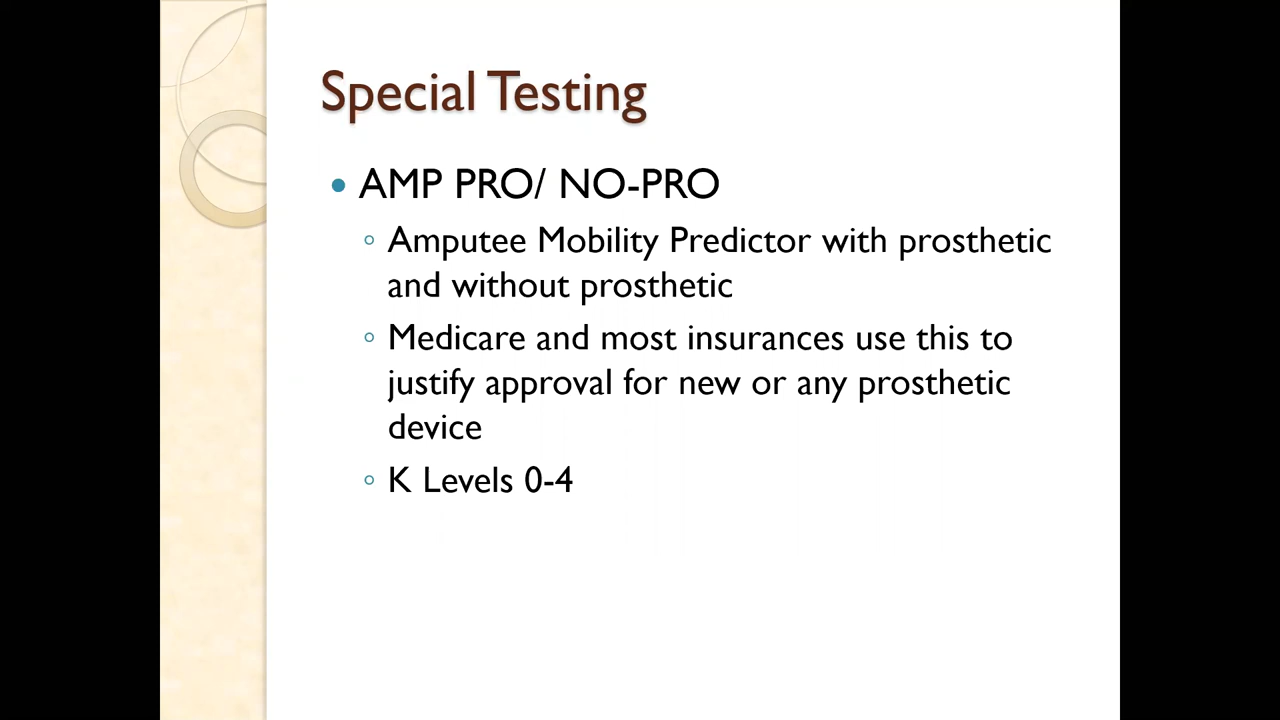 Special Testing
AMP PRO/ NO-PRO
Amputee Mobility Predictor with prosthetic
and without prosthetic
Medicare and most insurances use this to
justify approval for new or any prosthetic
device
K Levels 0-4